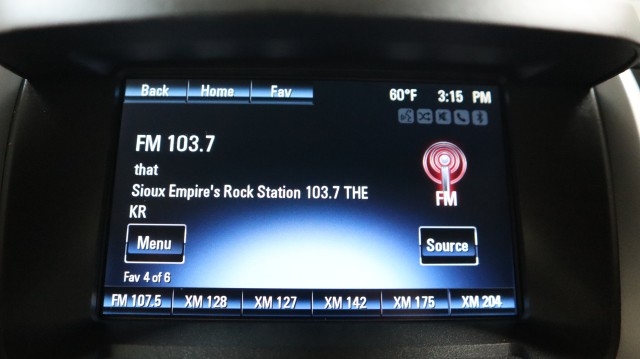 Back Home Fav 60°F 3:15 PM
FM 103.7
that
Sioux Empire's Rock Station 103.7 THE
KR
FM
Menu Source
Fav 4 of 6
FM 107.5 XM 128 XM 127 XM 142 XM 175 XM 204